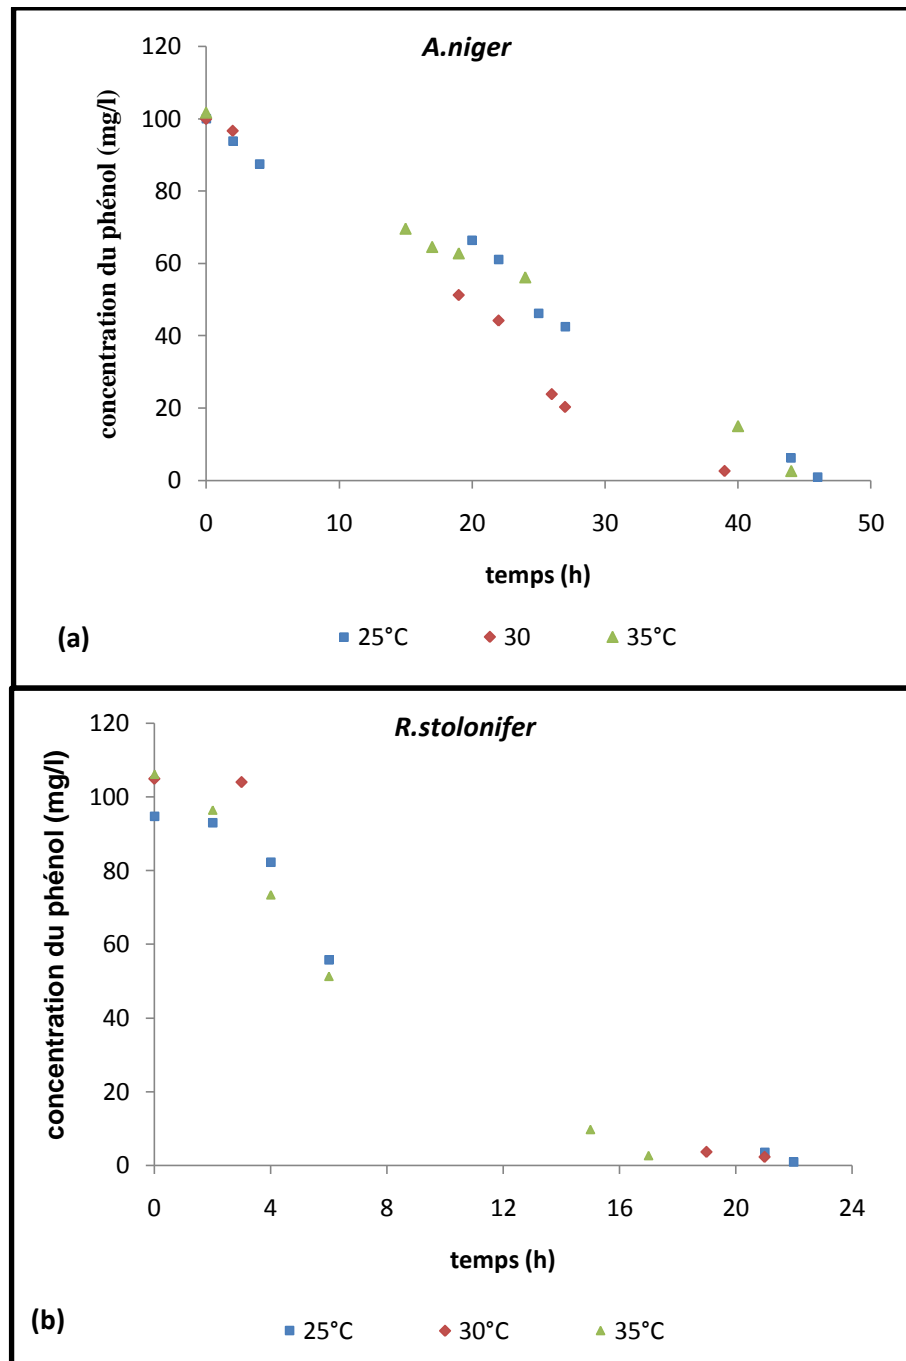 A.niger
concentration du phénol (mg/l)
120
100
80
60
40
20
0
0 10 20 30 40 50
temps (h)
(a)
25°C 30 35°C
R.stolonifer
concentration du phénol (mg/l)
120
100
80
60
40
20
0
0 4 8 12 16 20 24
temps (h)
(b)
25°C 30°C 35°C